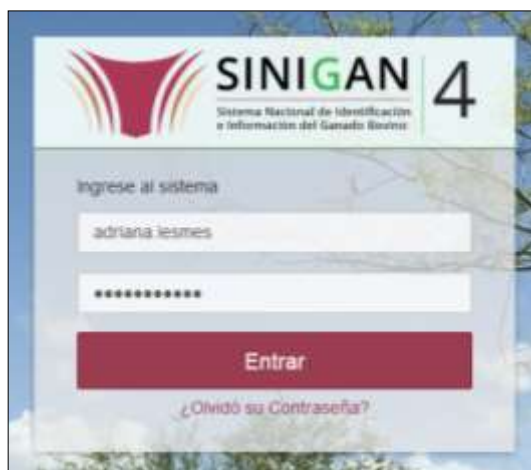 SINIGAN 4
Sistema Nacional de Identificación
e Información del Ganado Bovino
Ingrese al sistema
adriana lesmes
•••••••••••
Entrar
¿Olvidó su Contraseña?